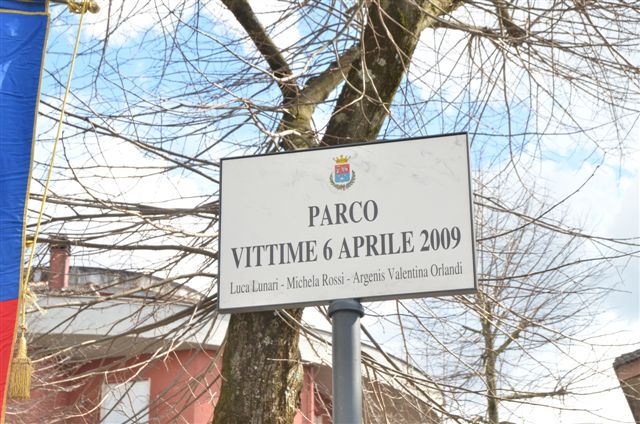 PARCO
VITTIME 6 APRILE 2009
Luca Lunari - Michela Rossi - Argenis Valentina Orlandi